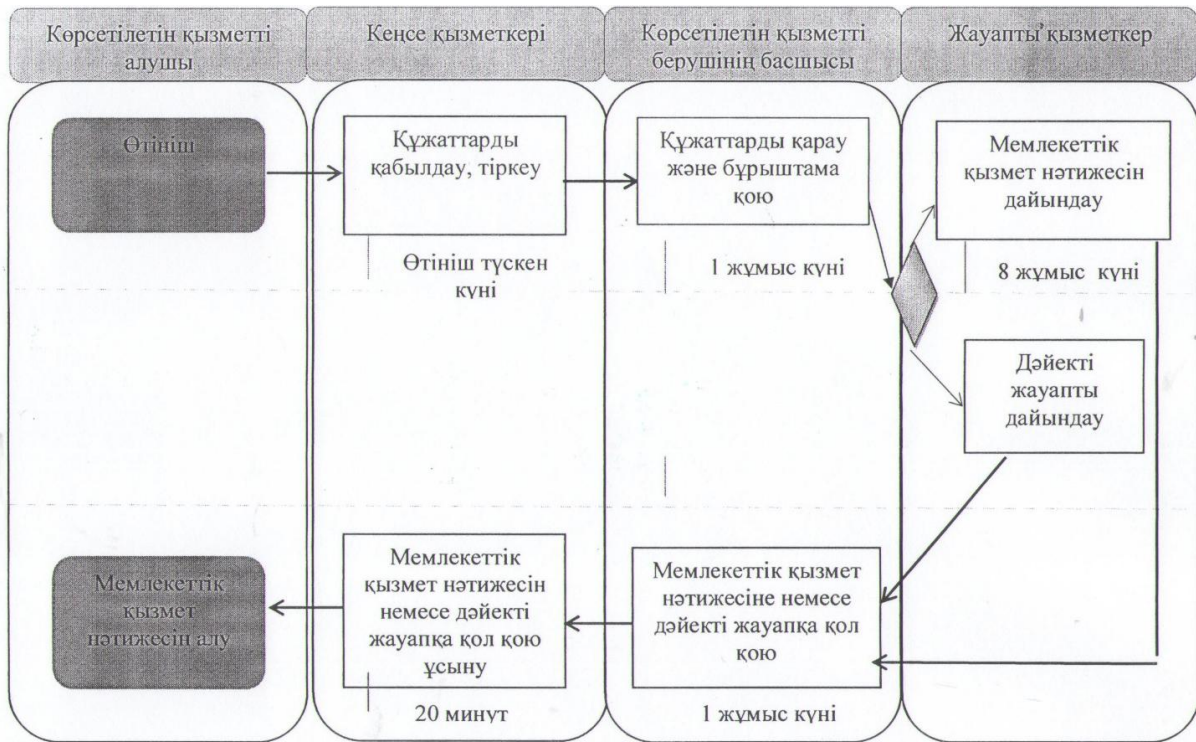 Көрсетілетін қызметті
алушы
Кеңсе қызметкері
Көрсетілетін қызметті
берушінің басшысы
Жауапты қызметкер
Өтініш
Құжаттарды
қабылдау, тіркеу
Құжаттарды қарау
және бұрыштама
қою
Мемлекеттік
қызмет нәтижесін
дайындау
Өтініш түскен
күні
1 жұмыс күні
8 жұмыс күні
Дәйекті
жауапты
дайындау
Мемлекеттік
қызмет
нәтижесің алу
Мемлекеттік
қызмет нәтижесін
немесе дәйекті
жауапқа қол қою
ұсыну
Мемлекеттік қызмет
нәтижесіне немесе
дәйекті жауапқа қол
қою
20 минут
1 жұмыс күні